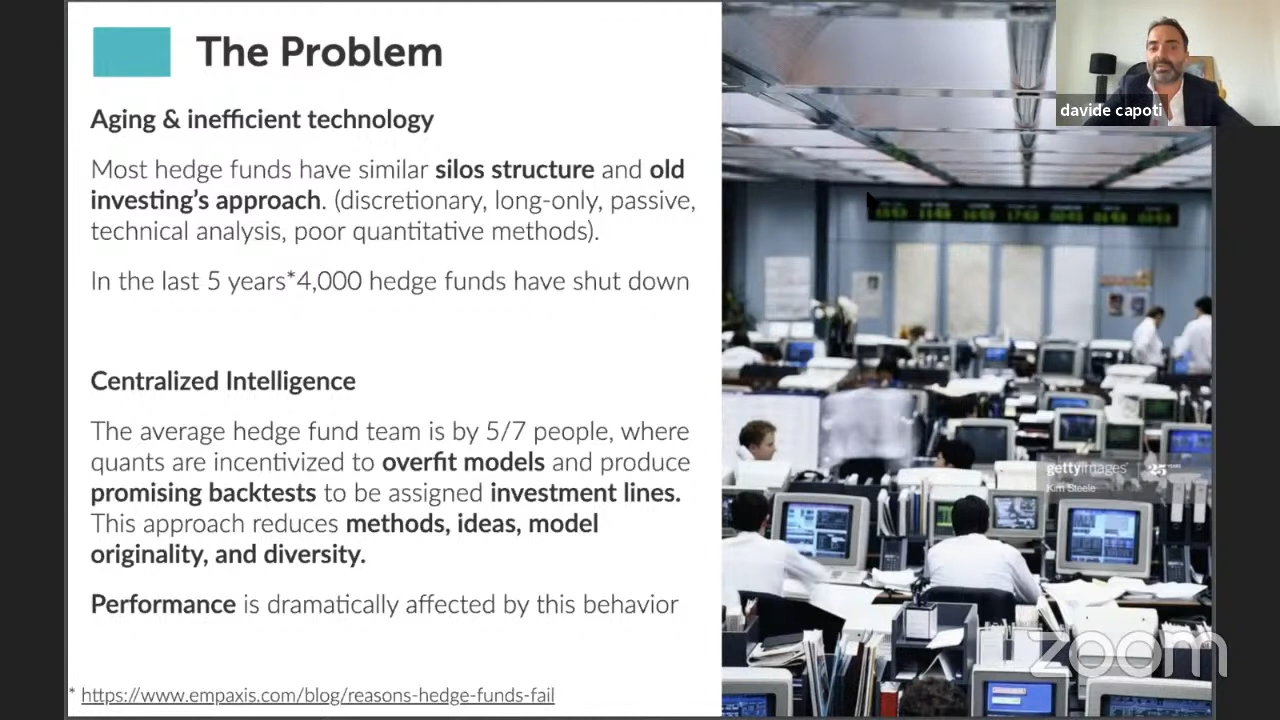 The Problem
Aging & inefficient technology
Most hedge funds have similar silos structure and old
investing's approach. (discretionary, long-only, passive,
technical analysis, poor quantitative methods).
In the last 5 years*4,000 hedge funds have shut down
Centralized Intelligence
The average hedge fund team is by 5/7 people, where
quants are incentivized to overfit models and produce
promising backtests to be assigned investment lines.
This approach reduces methods, ideas, model
originality, and diversity.
Performance is dramatically affected by this behavior
* https://www.empaxis.com/blog/reasons-hedge-funds-fail
davide capoti
gettyimages 25 YEARS
Kim Steele
zoom